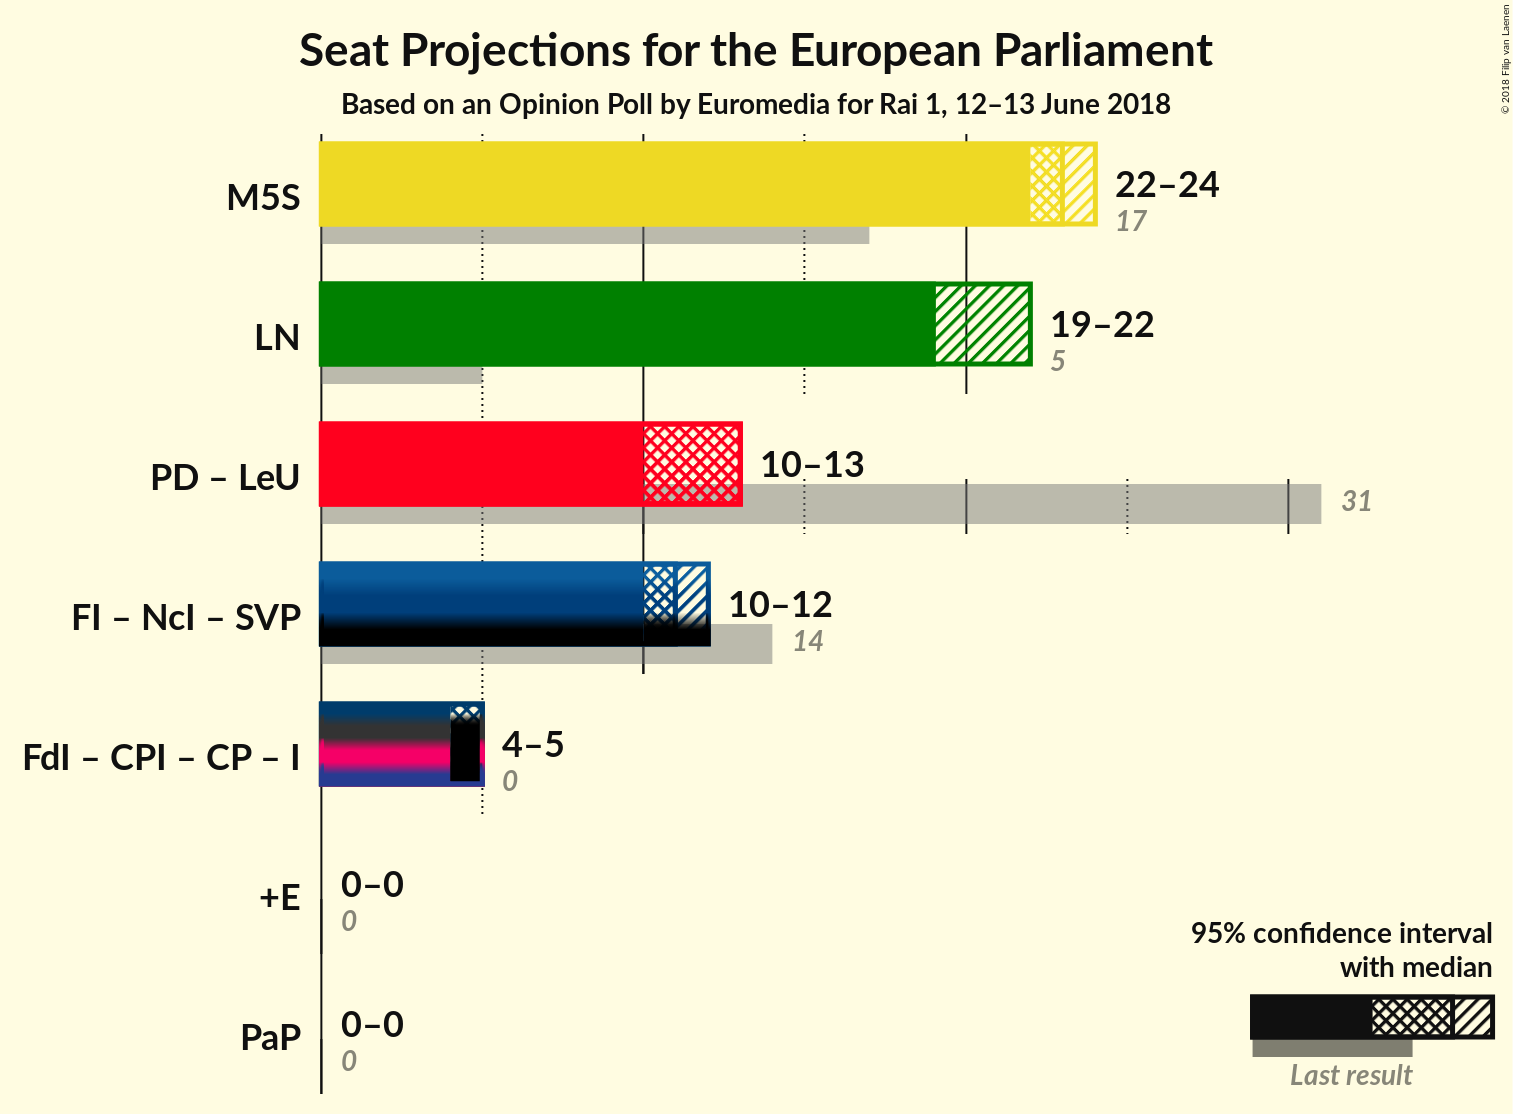 Seat Projections for the European Parliament
Based on an Opinion Poll by Euromedia for Rai 1, 12–13 June 2018
© 2018 Filip van Laenen
M5S
22–24
17
LN
19–22
5
PD – LeU
10–13
31
FI – NcI – SVP
10–12
14
FdI – CPI – CP – I
4–5
0
+E
0–0
0
PaP
0–0
0
95% confidence interval
with median
Last result